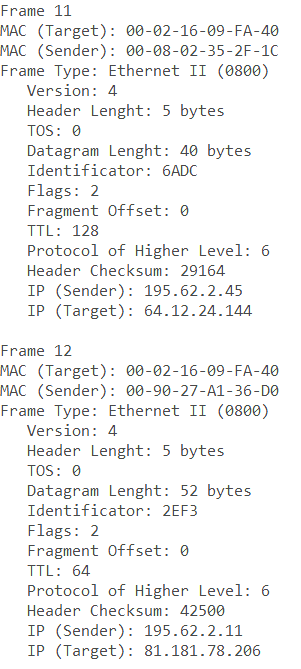 Frame 11
MAC (Target): 00-02-16-09-FA-40
MAC (Sender): 00-08-02-35-2F-1C
Frame Type: Ethernet II (0800)
Version: 4
Header Lenght: 5 bytes
TOS: 0
Datagram Lenght: 40 bytes
Identificator: 6ADC
Flags: 2
Fragment Offset: 0
TTL: 128
Protocol of Higher Level: 6
Header Checksum: 29164
IP (Sender): 195.62.2.45
IP (Target): 64.12.24.144
Frame 12
MAC (Target): 00-02-16-09-FA-40
MAC (Sender): 00-90-27-A1-36-D0
Frame Type: Ethernet II (0800)
Version: 4
Header Lenght: 5 bytes
TOS: 0
Datagram Lenght: 52 bytes
Identificator: 2EF3
Flags: 2
Fragment Offset: 0
TTL: 64
Protocol of Higher Level: 6
Header Checksum: 42500
IP (Sender): 195.62.2.11
IP (Target): 81.181.78.206